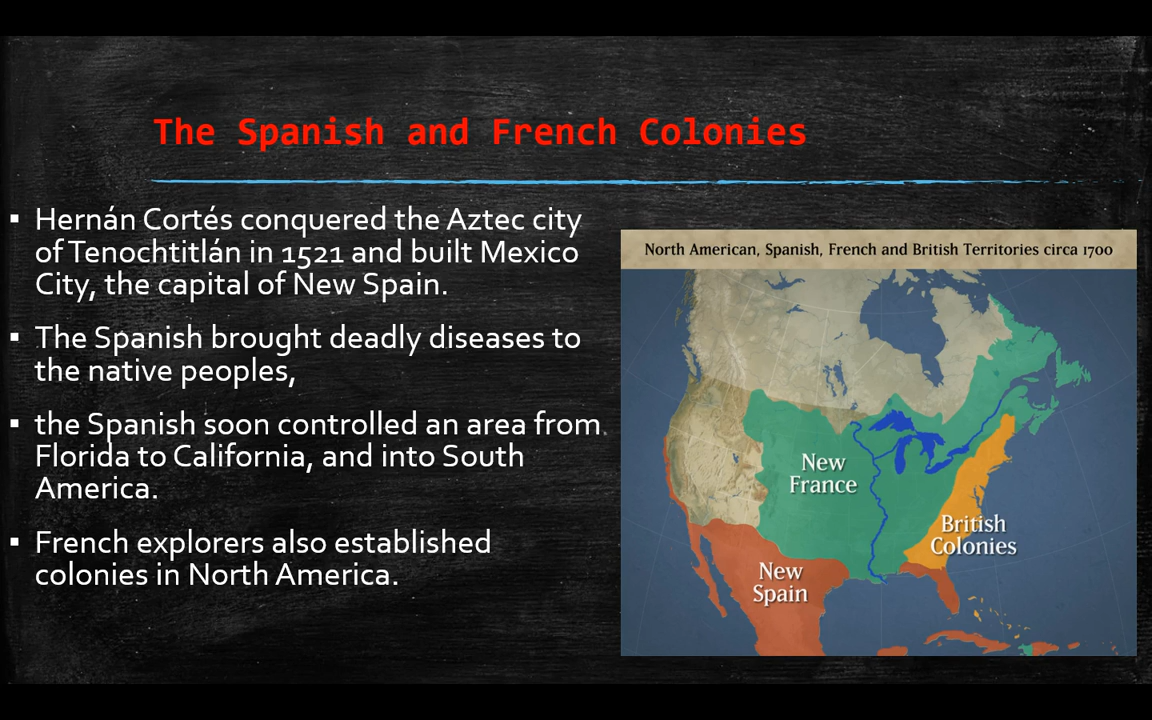 The Spanish and French Colonies
▪ Hernán Cortés conquered the Aztec city
of Tenochtitlán in 1521 and built Mexico
City, the capital of New Spain.
▪ The Spanish brought deadly diseases to
the native peoples,
▪ the Spanish soon controlled an area from
Florida to California, and into South
America.
▪ French explorers also established
colonies in North America.
North American, Spanish, French and British Territories circa 1700
New
France
British
Colonies
New
Spain